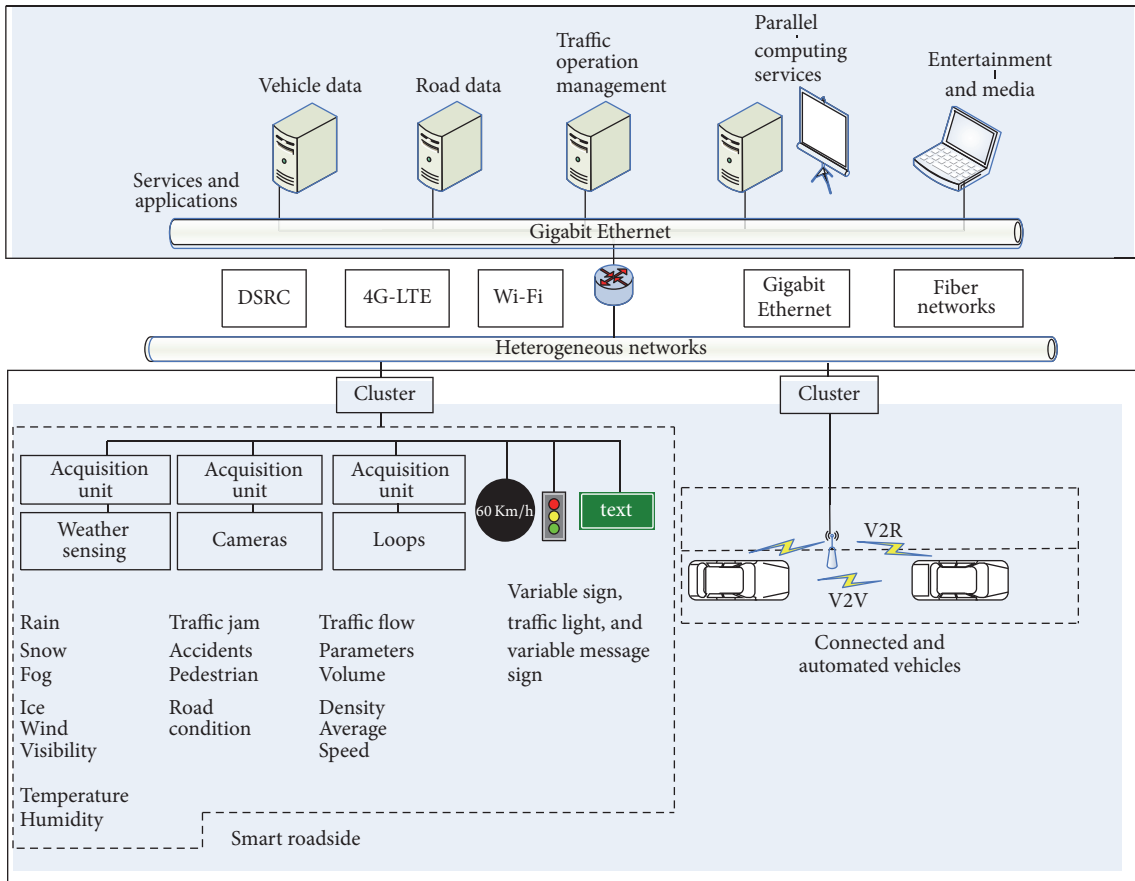 Vehicle data
Road data
Traffic
operation
management
Parallel
computing
services
Entertainment
and media
Services and
applications
Gigabit Ethernet
DSRC
4G-LTE
Wi-Fi
Gigabit
Ethernet
Fiber
networks
Heterogeneous networks
Cluster
Cluster
Acquisition
unit
Acquisition
unit
Acquisition
unit
60 Km/h
text
Weather
sensing
Cameras
Loops
V2R
V2V
Rain
Snow
Fog
Ice
Wind
Visibility
Temperature
Humidity
Traffic jam
Accidents
Pedestrian
Road
condition
Traffic flow
Parameters
Volume
Density
Average
Speed
Variable sign,
traffic light, and
variable message
sign
Connected and
automated vehicles
Smart roadside